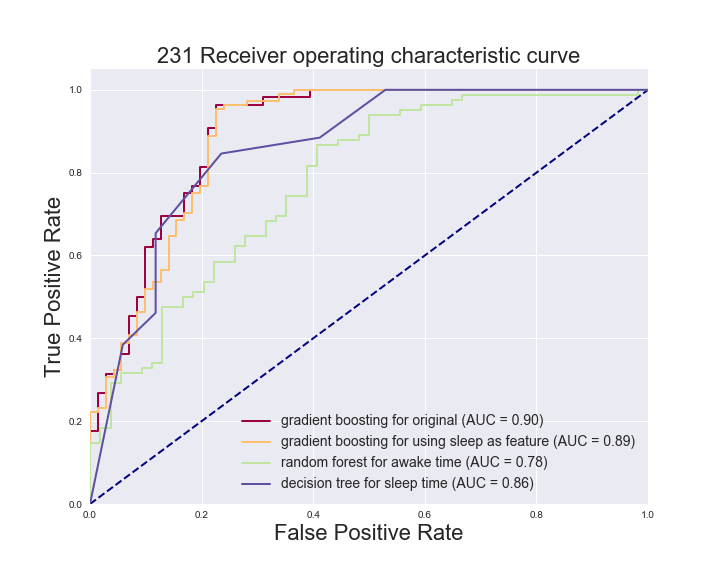 231 Receiver operating characteristic curve
True Positive Rate
1.0
0.8
0.6
0.4
0.2
0.0
gradient boosting for original (AUC = 0.90)
gradient boosting for using sleep as feature (AUC = 0.89)
random forest for awake time (AUC = 0.78)
decision tree for sleep time (AUC = 0.86)
0.0 0.2 0.4 0.6 0.8 1.0
False Positive Rate